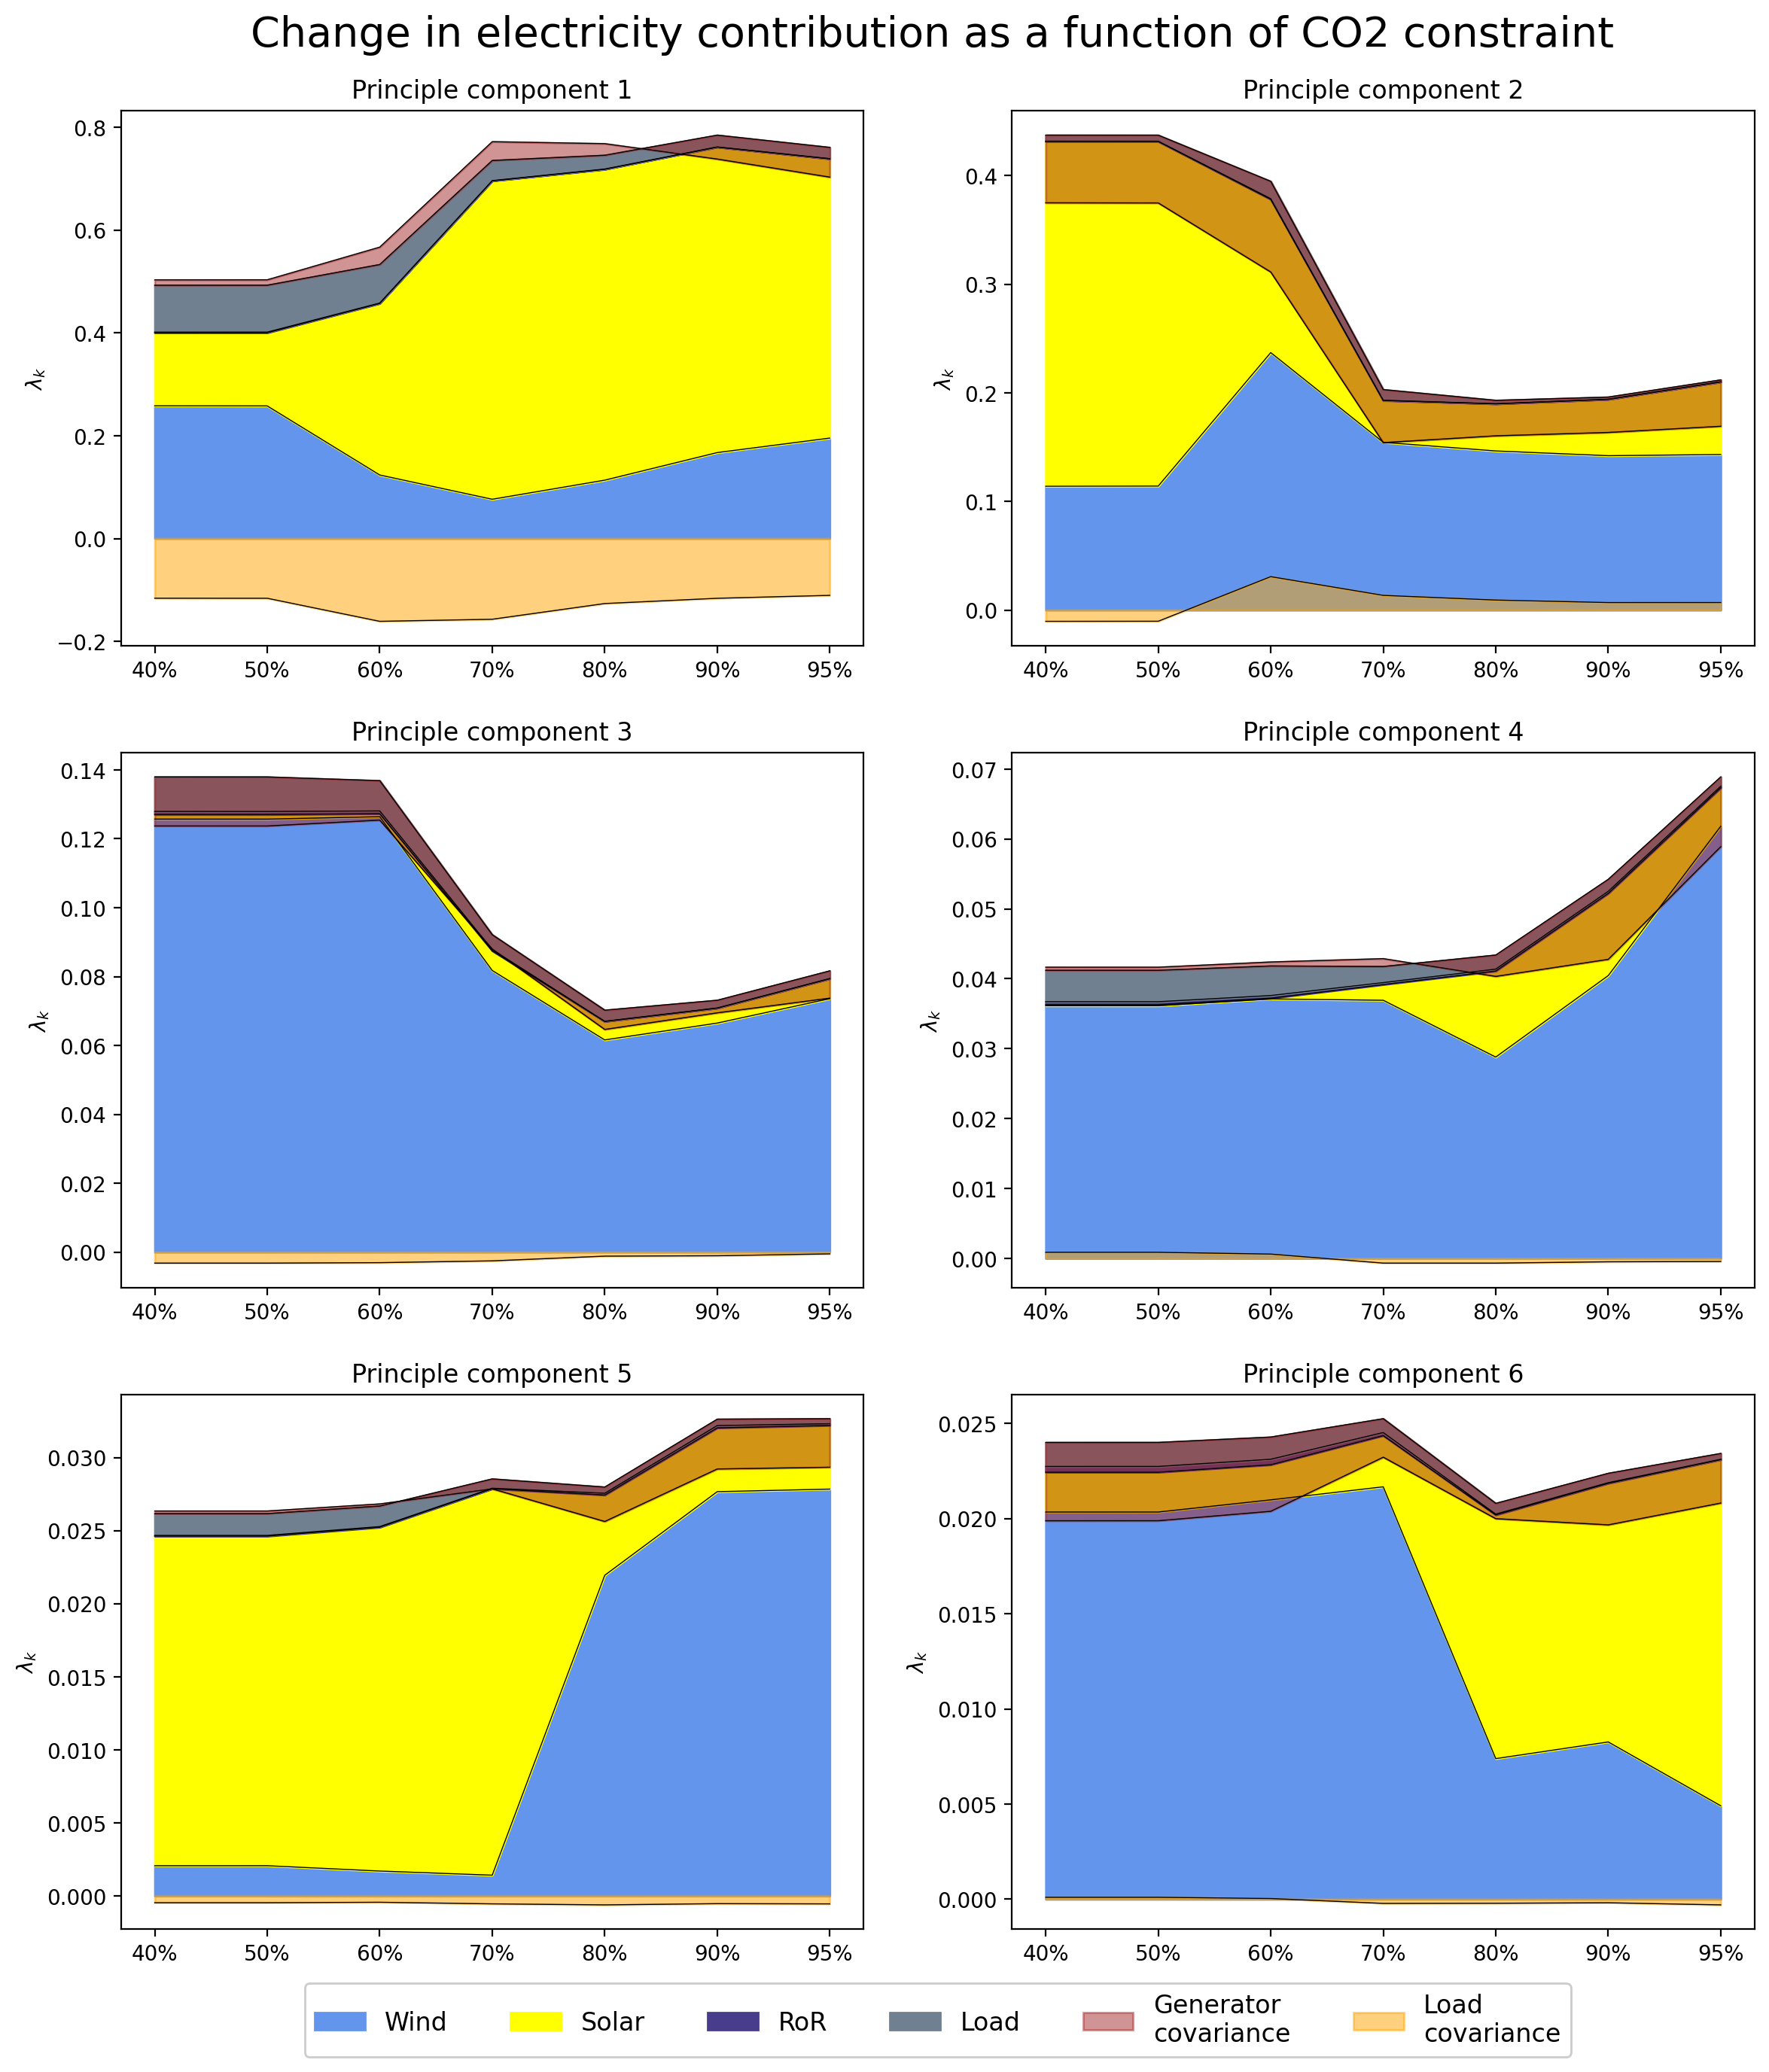 Change in electricity contribution as a function of CO2 constraint
Principle component 1
λk
0.8
0.6
0.4
0.2
0.0
−0.2
40% 50% 60% 70% 80% 90% 95%
Principle component 2
λk
0.4
0.3
0.2
0.1
0.0
40% 50% 60% 70% 80% 90% 95%
Principle component 3
λk
0.14
0.12
0.10
0.08
0.06
0.04
0.02
0.00
40% 50% 60% 70% 80% 90% 95%
Principle component 4
λk
0.07
0.06
0.05
0.04
0.03
0.02
0.01
0.00
40% 50% 60% 70% 80% 90% 95%
Principle component 5
λk
0.030
0.025
0.020
0.015
0.010
0.005
0.000
40% 50% 60% 70% 80% 90% 95%
Principle component 6
λk
0.025
0.020
0.015
0.010
0.005
0.000
40% 50% 60% 70% 80% 90% 95%
Wind
Solar
RoR
Load
Generator
covariance
Load
covariance